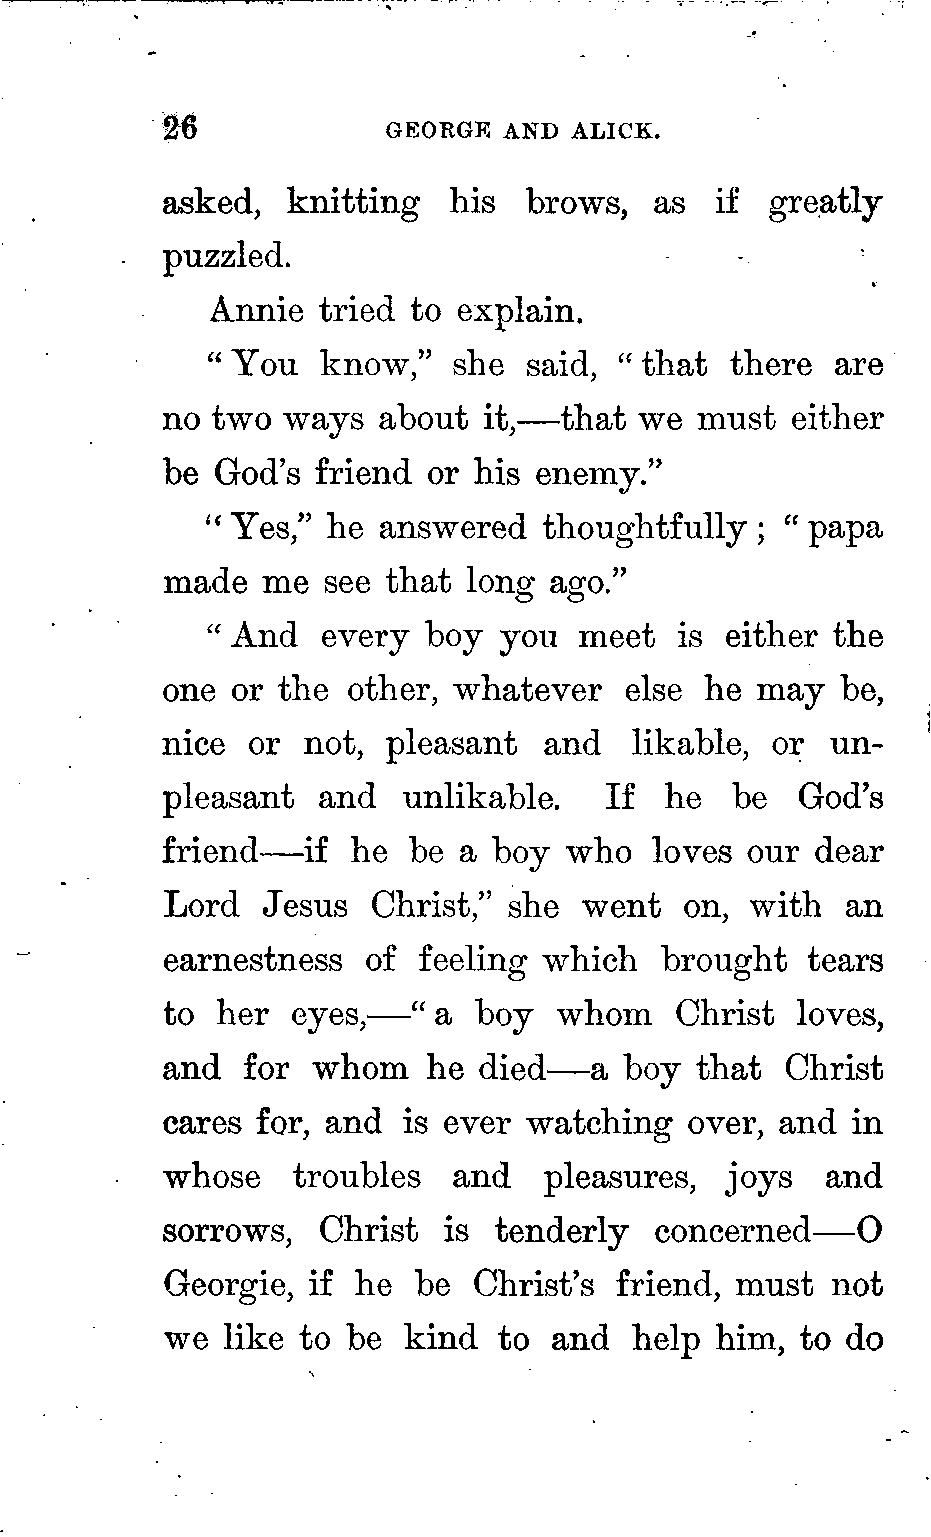 26 GEORGE AND ALICK.
asked, knitting his brows, as if greatly
puzzled.
Annie tried to explain.
" You know," she said, " that there are
no two ways about it,—that we must either
be God's friend or his enemy."
" Yes," he answered thoughtfully ; " papa
made me see that long ago."
" And every boy you meet is either the
one or the other, whatever else he may be,
nice or not, pleasant and likable, or un-
pleasant and unlikable. If he be God's
friend—if he be a boy who loves our dear
Lord Jesus Christ," she went on, with an
earnestness of feeling which brought tears
to her eyes,—" a boy whom Christ loves,
and for whom he died—a boy that Christ
cares for, and is ever watching over, and in
whose troubles and pleasures, joys and
sorrows, Christ is tenderly concerned—O
Georgie, if he be Christ's friend, must not
we like to be kind to and help him, to do